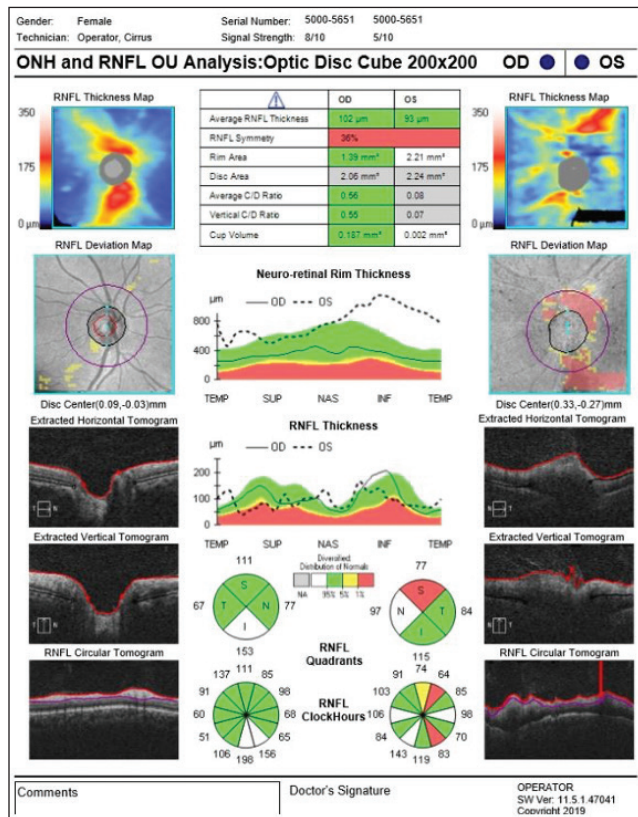 Gender: Female Serial Number: 5000-5651 5000-5651
Technician: Operator, Cirrus Signal Strength: 8/10 5/10
ONH and RNFL OU Analysis:Optic Disc Cube 200x200 OD OS
RNFL Thickness Map
350
175
0 µm
OD OS
Average RNFL Thickness 102 µm 93 µm
RNFL Symmetry 36%
Rim Area 1.39 mm² 2.21 mm²
Disc Area 2.06 mm² 2.24 mm²
Average C/D Ratio 0.56 0.08
Vertical C/D Ratio 0.55 0.07
Cup Volume 0.187 mm³ 0.002 mm³
RNFL Thickness Map
350
175
0 µm
RNFL Deviation Map
Disc Center(0.09,-0.03)mm
Neuro-retinal Rim Thickness
µm OD OS
800
400
0
TEMP SUP NAS INF TEMP
RNFL Deviation Map
Disc Center(0.33,-0.27)mm
Extracted Horizontal Tomogram
T N
RNFL Thickness
µm OD OS
200
100
0
TEMP SUP NAS INF TEMP
Extracted Horizontal Tomogram
N T
Extracted Vertical Tomogram
T N
Diversified
Distribution of Normals
NA 95% 5% 1%
111
67 S T N I 77
153
77
97 S N T I 84
115
RNFL
Quadrants
Extracted Vertical Tomogram
N T
RNFL Circular Tomogram
137 111 85
91 98
60 68
51 65
106 198 156
RNFL
ClockHours
91 74 64
103 85
106 98
84 70
143 119 83
RNFL Circular Tomogram
Comments
Doctor's Signature
OPERATOR
SW Ver: 11.5.1.47041
Copyright 2019